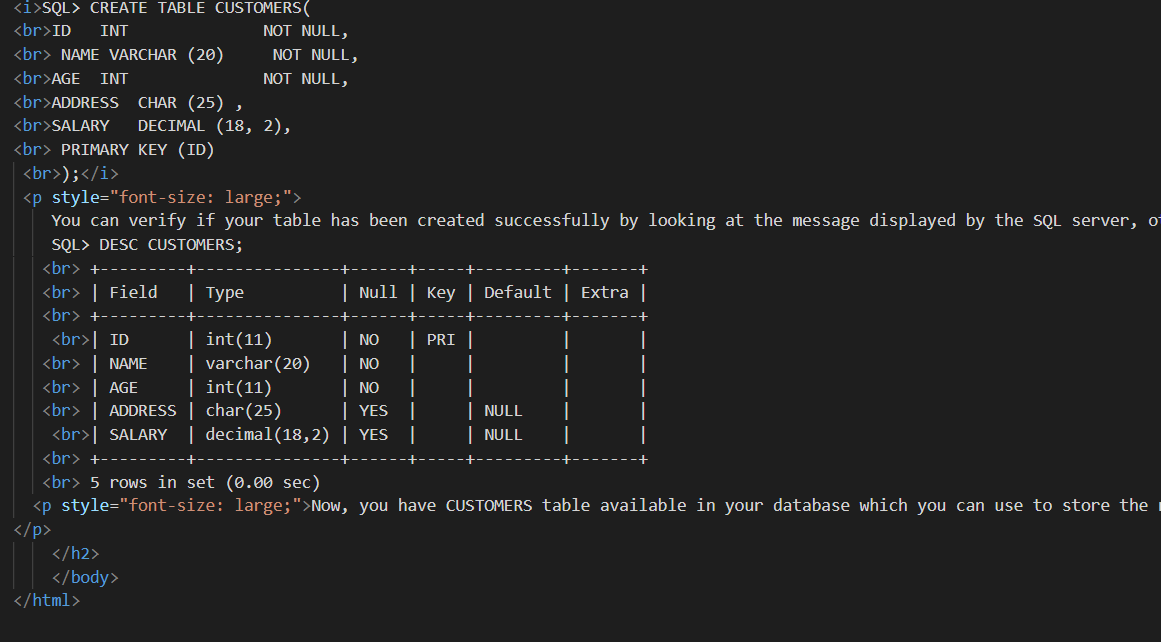 <i>SQL> CREATE TABLE CUSTOMERS(
<br>ID   INT              NOT NULL,
<br> NAME VARCHAR (20)     NOT NULL,
<br>AGE  INT              NOT NULL,
<br>ADDRESS  CHAR (25) ,
<br>SALARY   DECIMAL (18, 2),
<br> PRIMARY KEY (ID)
 <br>);</i>
 <p style="font-size: large;">
    You can verify if your table has been created successfully by looking at the message displayed by the SQL server,
    SQL> DESC CUSTOMERS;
   <br> +---------+---------------+------+-----+---------+-------+
   <br> | Field   | Type          | Null | Key | Default | Extra |
   <br> +---------+---------------+------+-----+---------+-------+
    <br>| ID      | int(11)       | NO   | PRI |         |       |
   <br> | NAME    | varchar(20)   | NO   |     |         |       |
   <br> | AGE     | int(11)       | NO   |     |         |       |
   <br> | ADDRESS | char(25)      | YES  |     | NULL    |       |
    <br>| SALARY  | decimal(18,2) | YES  |     | NULL    |       |
   <br> +---------+---------------+------+-----+---------+-------+
   <br> 5 rows in set (0.00 sec)
  <p style="font-size: large;">Now, you have CUSTOMERS table available in your database which you can use to store the
</p>
    </h2>
    </body>
</html>